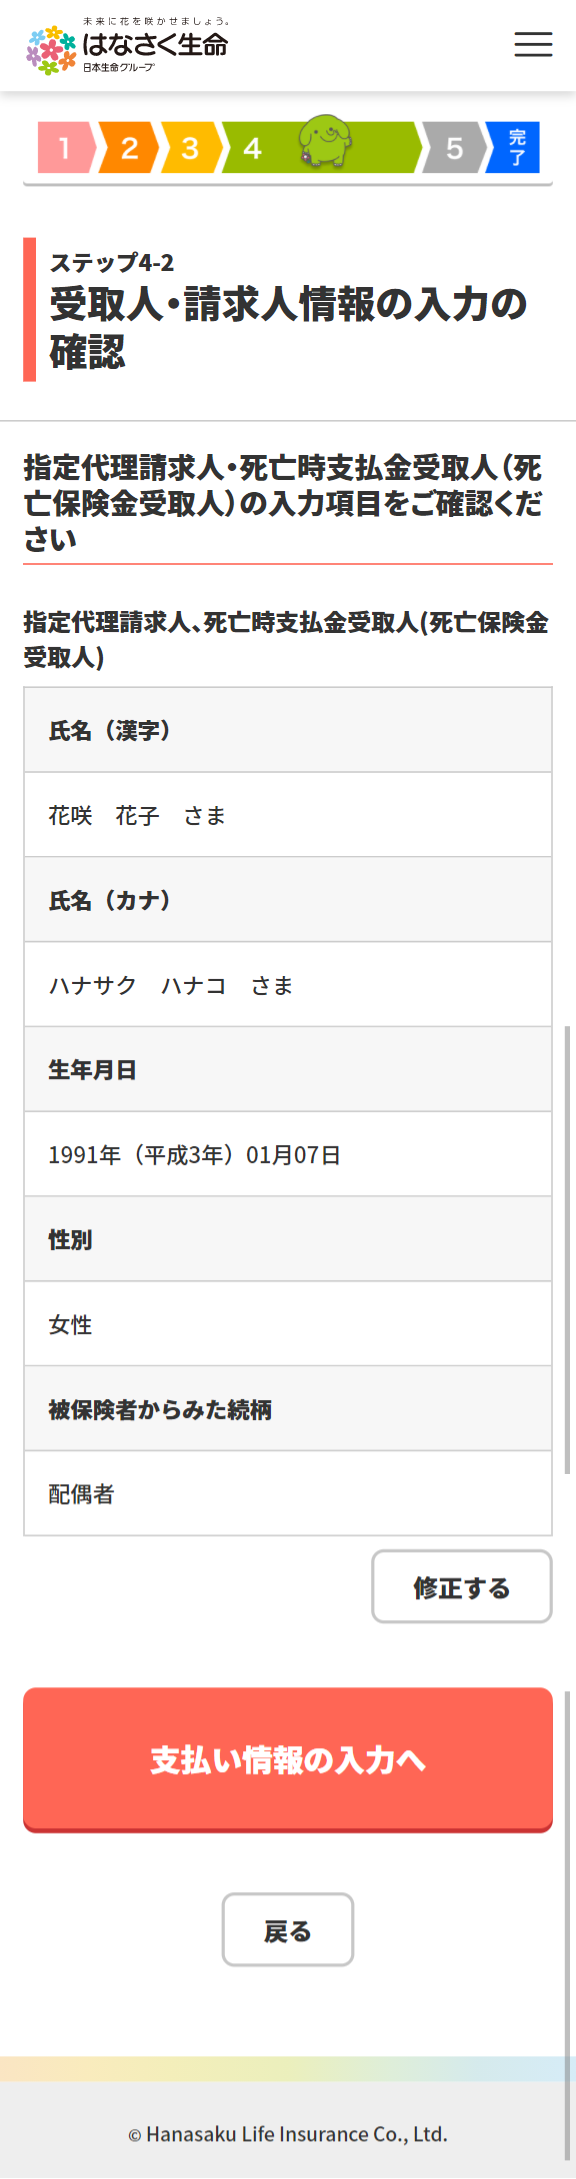 未来に花を咲かせましょう。
はなさく生命
日本生命グループ
1 2 3 4 5 完了
ステップ4-2
受取人・請求人情報の入力の
確認
指定代理請求人・死亡時支払金受取人（死
亡保険金受取人）の入力項目をご確認くだ
さい
指定代理請求人、死亡時支払金受取人(死亡保険金
受取人)
氏名（漢字）
花咲　花子　さま
氏名（カナ）
ハナサク　ハナコ　さま
生年月日
1991年（平成3年）01月07日
性別
女性
被保険者からみた続柄
配偶者
修正する
支払い情報の入力へ
戻る
© Hanasaku Life Insurance Co., Ltd.